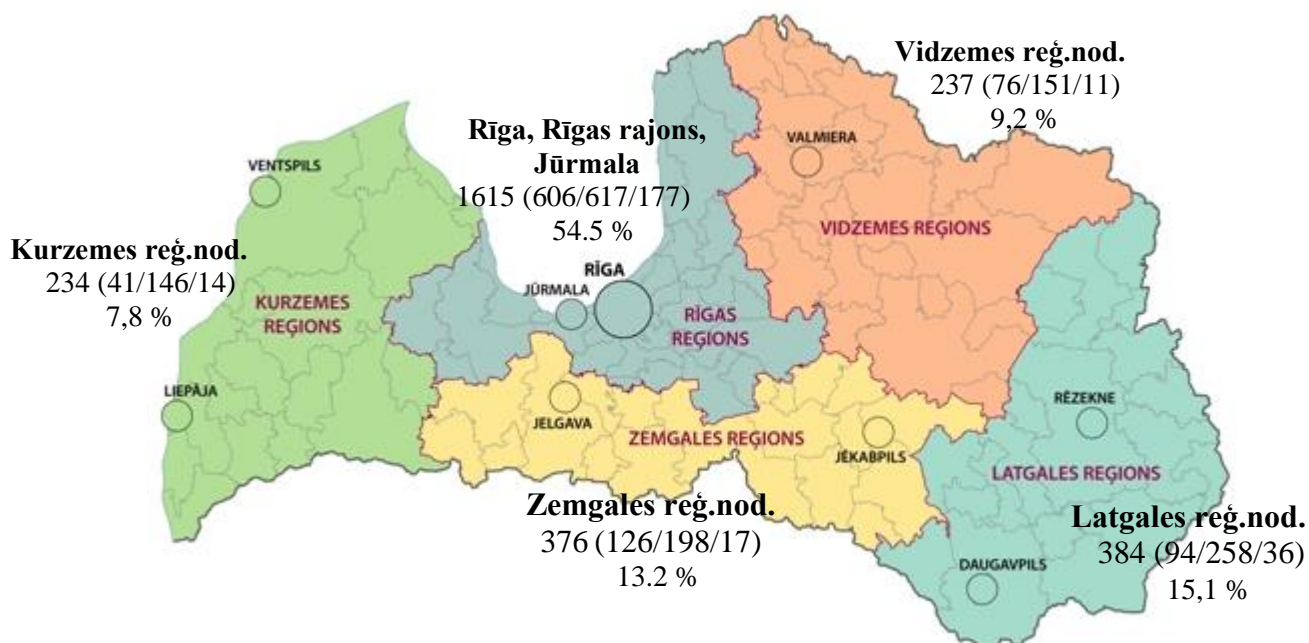 Vidzemes reģ.nod.
237 (76/151/11)
9,2 %
Rīga, Rīgas rajons,
Jūrmala
1615 (606/617/177)
54.5 %
VALMIERA
VENTSPILS
VIDZEMES REĢIONS
Kurzemes reģ.nod.
234 (41/146/14)
7,8 %
RĪGA
JŪRMALA
KURZEMES
REĢIONS
RĪGAS
REĢIONS
LIEPĀJA
RĒZEKNE
JELGAVA
ZEMGALES REĢIONS
JĒKABPILS
LATGALES REĢIONS
Zemgales reģ.nod.
376 (126/198/17)
13.2 %
Latgales reģ.nod.
384 (94/258/36)
15,1 %
DAUGAVPILS